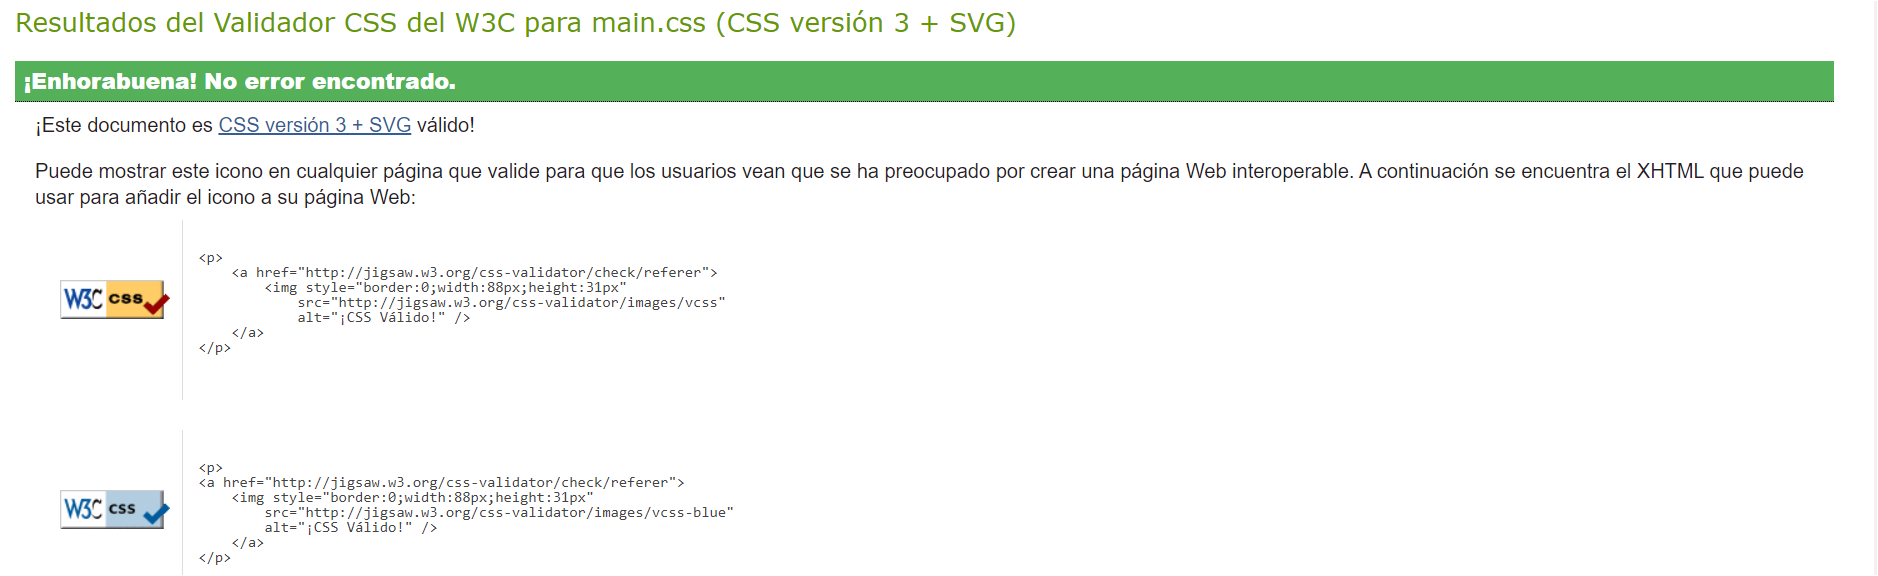 Resultados del Validador CSS del W3C para main.css (CSS versión 3 + SVG)
¡Enhorabuena! No error encontrado.
¡Este documento es CSS versión 3 + SVG válido!
Puede mostrar este icono en cualquier página que valide para que los usuarios vean que se ha preocupado por crear una página Web interoperable. A continuación se encuentra el XHTML que puede
usar para añadir el icono a su página Web:
<p>
    <a href="http://jigsaw.w3.org/css-validator/check/referer">
        <img style="border:0;width:88px;height:31px"
            src="http://jigsaw.w3.org/css-validator/images/vcss"
            alt="¡CSS Válido!" />
    </a>
</p>
W3C css
<p>
<a href="http://jigsaw.w3.org/css-validator/check/referer">
    <img style="border:0;width:88px;height:31px"
        src="http://jigsaw.w3.org/css-validator/images/vcss-blue"
        alt="¡CSS Válido!" />
    </a>
</p>
W3C css